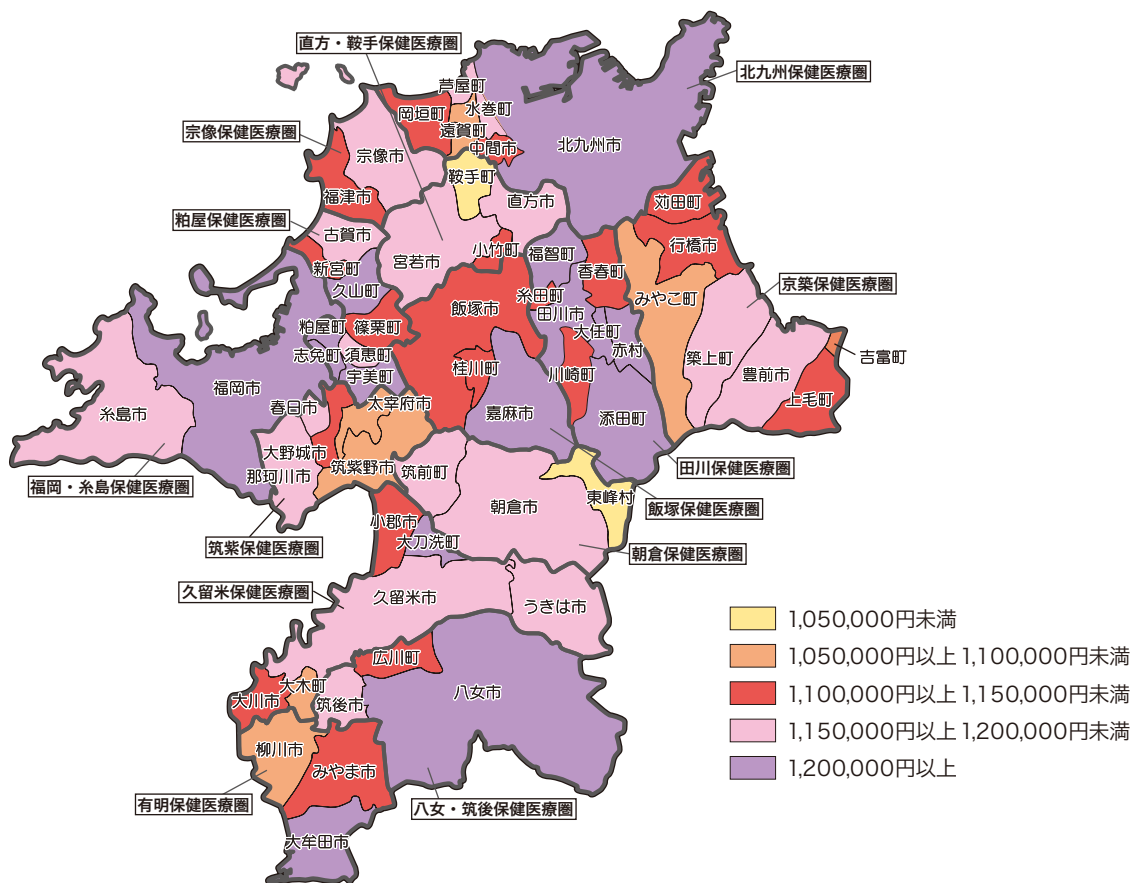 直方・鞍手保健医療圏
北九州保健医療圏
芦屋町
水巻町
岡垣町
遠賀町
中間市
北九州市
宗像保健医療圏
宗像市
鞍手町
直方市
福津市
苅田町
粕屋保健医療圏
古賀市
小竹町
福智町
行橋市
宮若市
新宮町
香春町
久山町
京築保健医療圏
糸田町
みやこ町
飯塚市
田川市
粕屋町
篠栗町
大任町
志免町
須恵町
赤村
築上町
吉富町
宇美町
桂川町
川崎町
豊前市
福岡市
春日市
太宰府市
上毛町
糸島市
嘉麻市
添田町
大野城市
筑紫野市
筑前町
那珂川市
田川保健医療圏
福岡・糸島保健医療圏
東峰村
朝倉市
飯塚保健医療圏
小郡市
大刀洗町
筑紫保健医療圏
朝倉保健医療圏
久留米保健医療圏
久留米市
うきは市
広川町
大木町
大川市
筑後市
八女市
柳川市
みやま市
有明保健医療圏
八女・筑後保健医療圏
大牟田市
1,050,000円未満
1,050,000円以上 1,100,000円未満
1,100,000円以上 1,150,000円未満
1,150,000円以上 1,200,000円未満
1,200,000円以上